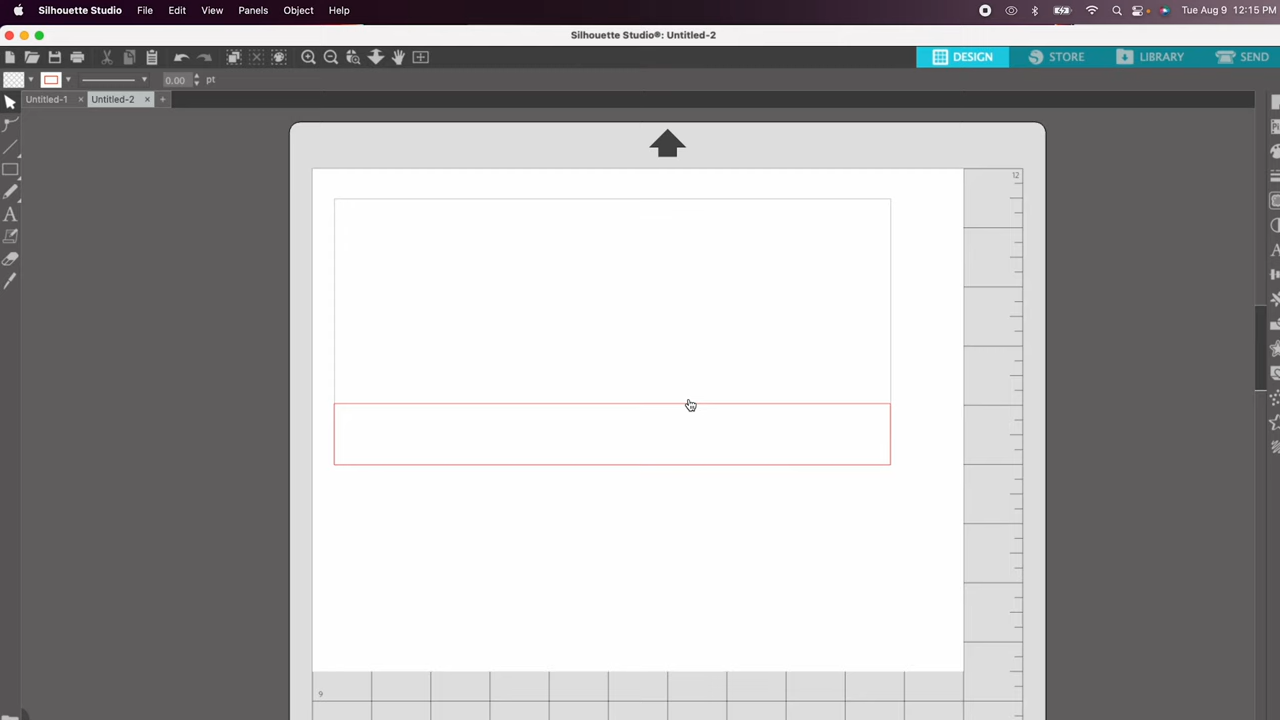 Silhouette Studio File Edit View Panels Object Help Tue Aug 9 12:15 PM
Silhouette Studio®: Untitled-2
DESIGN STORE LIBRARY SEND
0.00 pt
Untitled-1 × Untitled-2 × +
12
9